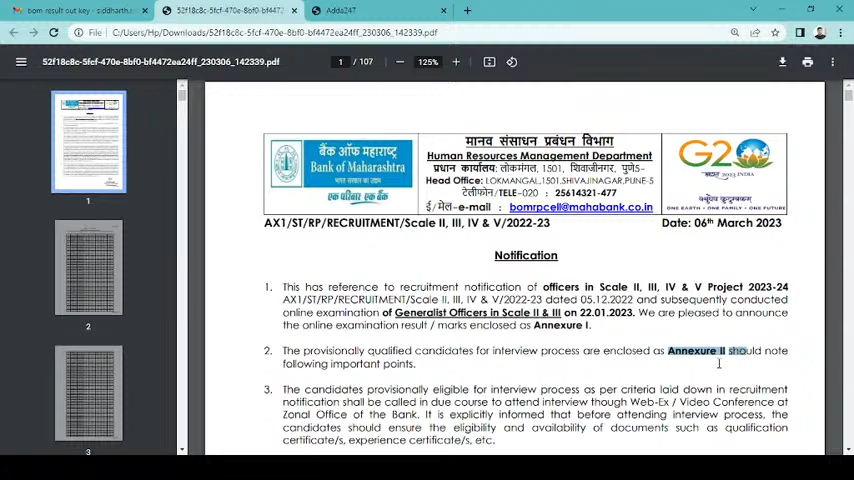 bom result out key - siddharth.s
52f18c8c-5fcf-470e-8bf0-bf4472
Adda247
File
C:/Users/Hp/Downloads/52f18c8c-5fcf-470e-8bf0-bf4472ea24ff_230306_142339.pdf
52f18c8c-5fcf-470e-8bf0-bf4472ea24ff_230306_142339.pdf
1 / 107
125%
1
2
3
बैंक ऑफ महाराष्ट्र
Bank of Maharashtra
भारत सरकार का उद्यम
एक परिवार एक बैंक
मानव संसाधन प्रबंधन विभाग
Human Resources Management Department
प्रधान कार्यालय: लोकमंगल, 1501, शिवाजीनगर, पुणे5-
Head Office: LOKMANGAL,1501,SHIVAJINAGAR,PUNE-5
टेलीफोन/TELE-020 : 25614321-477
ई/मेल-e-mail : bomrpcell@mahabank.co.in
G20
भारत 2023 INDIA
वसुधैव कुटुम्बकम्
ONE EARTH • ONE FAMILY • ONE FUTURE
AX1/ST/RP/RECRUITMENT/Scale II, III, IV & V/2022-23
Date: 06th March 2023
Notification
1. This has reference to recruitment notification of officers in Scale II, III, IV & V Project 2023-24
AX1/ST/RP/RECRUITMENT/Scale II, III, IV & V/2022-23 dated 05.12.2022 and subsequently conducted
online examination of Generalist Officers in Scale II & III on 22.01.2023. We are pleased to announce
the online examination result / marks enclosed as Annexure I.
2. The provisionally qualified candidates for interview process are enclosed as Annexure II should note
following important points.
3. The candidates provisionally eligible for interview process as per criteria laid down in recruitment
notification shall be called in due course to attend interview though Web-Ex / Video Conference at
Zonal Office of the Bank. It is explicitly informed that before attending interview process, the
candidates should ensure the eligibility and availability of documents such as qualification
certificate/s, experience certificate/s, etc.